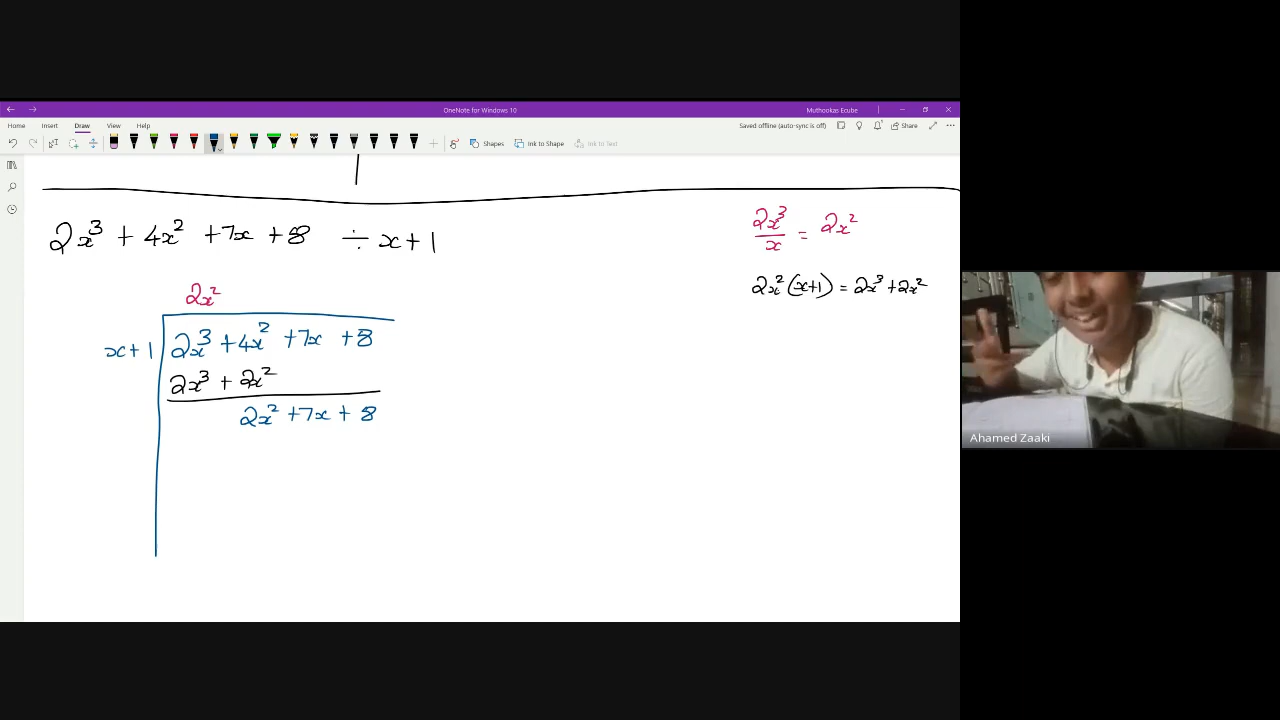 OneNote for Windows 10
Muthookas Ecube
Home Insert Draw View Help
Saved offline (auto-sync is off)
Share
Shapes
Ink to Shape
Ink to Text
2x³ + 4x² + 7x + 8 ÷ x + 1
2x³/x = 2x²
2x²(x+1) = 2x³ + 2x²
2x²
x + 1
2x³ + 4x² + 7x + 8
2x³ + 2x²
2x² + 7x + 8
Ahamed Zaaki